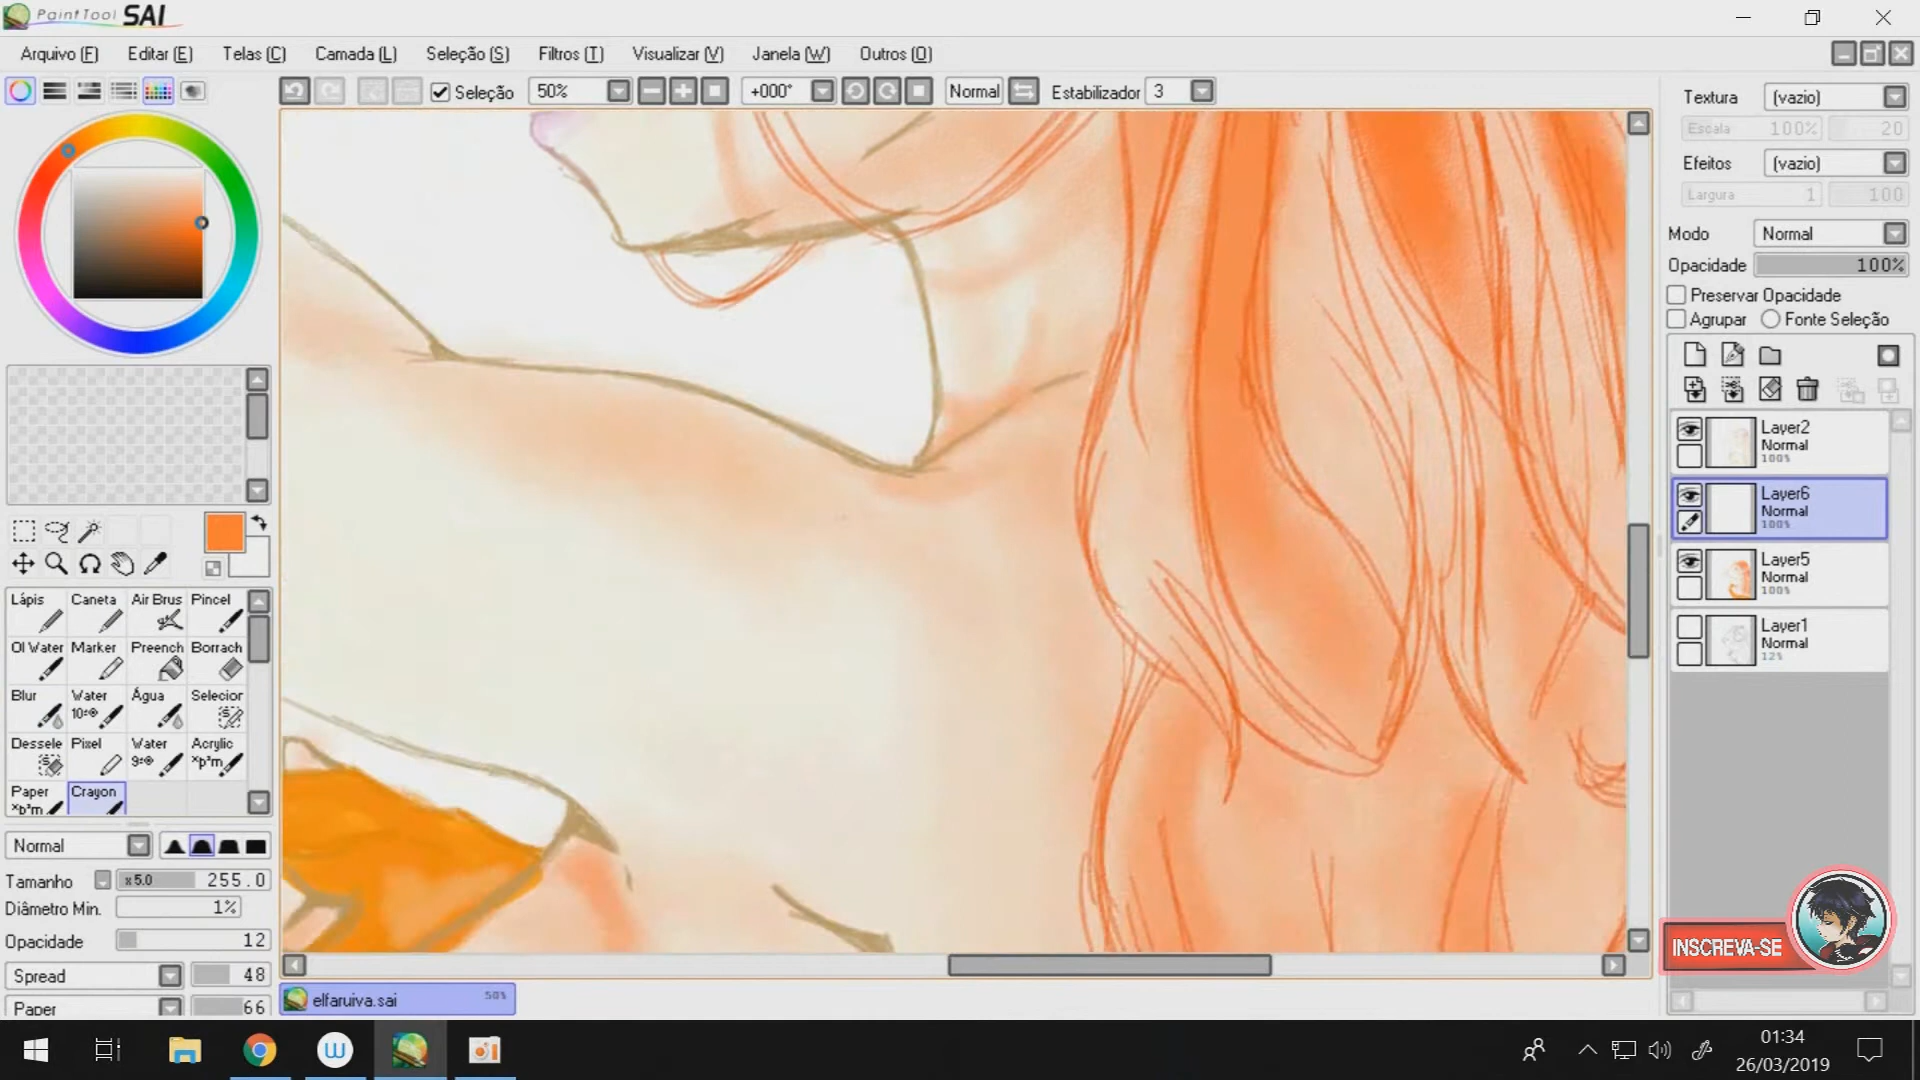 PaintTool SAI
Arquivo (F) Editar (E) Telas (C) Camada (L) Seleção (S) Filtros (T) Visualizar (V) Janela (W) Outros (O)
Seleção 50% +000° Normal Estabilizador 3
Textura (vazio)
Escala 100% 20
Efeitos (vazio)
Largura 1 100
Modo Normal
Opacidade 100%
Preservar Opacidade
Agrupar Fonte Seleção
Layer2
Normal
100%
Layer6
Normal
100%
Layer5
Normal
100%
Layer1
Normal
12%
Lápis Caneta Air Brus Pincel
Ol Water Marker Preench Borrach
Blur Water Água Selecior
Dessele Pixel Water Acrylic
Paper Crayon
Normal
Tamanho x 5.0 255.0
Diâmetro Min. 1%
Opacidade 12
Spread 48
Paper 66
elfaruiva.sai 50%
INSCREVA-SE
01:34
26/03/2019